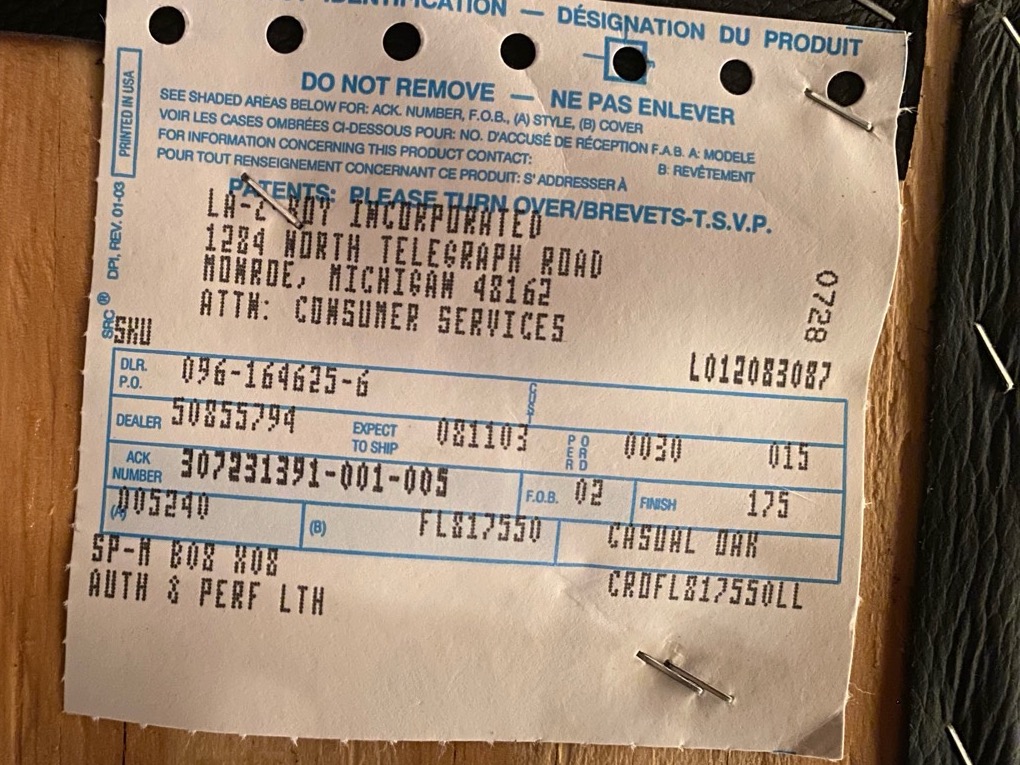 IDENTIFICATION — DÉSIGNATION DU PRODUIT
DO NOT REMOVE — NE PAS ENLEVER
SEE SHADED AREAS BELOW FOR: ACK. NUMBER, F.O.B., (A) STYLE, (B) COVER
VOIR LES CASES OMBRÉES CI-DESSOUS POUR: NO. D'ACCUSÉ DE RÉCEPTION F.A.B. A: MODELE
B: REVÊTEMENT
FOR INFORMATION CONCERNING THIS PRODUCT CONTACT:
POUR TOUT RENSEIGNEMENT CONCERNANT CE PRODUIT: S'ADDRESSER À
PATENTS: PLEASE TURN OVER/BREVETS-T.S.V.P.
PRINTED IN USA
SRC ® DPI, REV. 01-03
LA-Z BOY INCORPORATED
1284 NORTH TELEGRAPH ROAD
MONROE, MICHIGAN 48162
ATTN: CONSUMER SERVICES
0728
SKU
L012083087
DLR. P.O. 096-164625-6 CUST
DEALER 50855794 EXPECT TO SHIP 081103 PER ORD 0030 015
ACK NUMBER 307231391-001-005 F.O.B. 02 FINISH 175
(A) D05240 (B) FL817550 CASUAL OAK
SP-M B08 X08 CRDFL817550LL
AUTH & PERF LTH